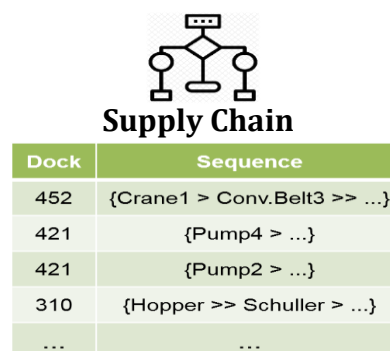 Supply Chain
Dock Sequence
452 {Crane1 > Conv.Belt3 >> ...}
421 {Pump4 > ...}
421 {Pump2 > ...}
310 {Hopper >> Schuller > ...}
... ...